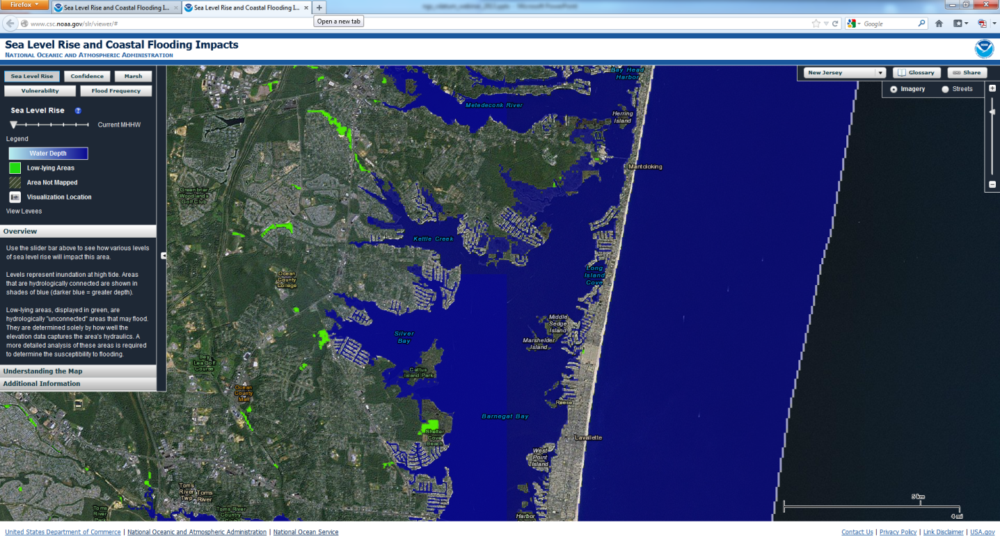 Firefox
Sea Level Rise and Coastal Flooding I...
Sea Level Rise and Coastal Flooding I...
Open a new tab
www.csc.noaa.gov/slr/viewer/#
Google
Sea Level Rise and Coastal Flooding Impacts
National Oceanic and Atmospheric Administration
Sea Level Rise
Confidence
Marsh
Vulnerability
Flood Frequency
Sea Level Rise ?
Current MHHW
Legend
Water Depth
Low-lying Areas
Area Not Mapped
Visualization Location
View Levees
Overview
Use the slider bar above to see how various levels
of sea level rise will impact this area.
Levels represent inundation at high tide. Areas
that are hydrologically connected are shown in
shades of blue (darker blue = greater depth).
Low-lying areas, displayed in green, are
hydrologically "unconnected" areas that may flood.
They are determined solely by how well the
elevation data captures the area's hydraulics. A
more detailed analysis of these areas is required
to determine the susceptibility to flooding.
Understanding the Map
Additional Information
New Jersey
Glossary
Share
Imagery
Streets
Bay Head
Harbor
Metedeconk River
Herring
Island
Mantoloking
Greenbriar
Woodlands
Golf Club
Kettle Creek
Ocean
County
College
Long
Island
Cove
Middle
Sedge
Island
Marshelder
Island
Silver
Bay
Bey
Lea Golf
Course
Cattus
Island Park
Ocean
County
Mall
Reese
Barnegat Bay
Shelter
Cove
Beach
Lavallette
West
Point
Island
Toms
River
Twp
Toms
River
Toms
River
Park
Toms River
Country
Club
Harbor
5 km
4 mi
United States Department of Commerce | National Oceanic and Atmospheric Administration | National Ocean Service
Contact Us | Privacy Policy | Link Disclaimer | USA.gov